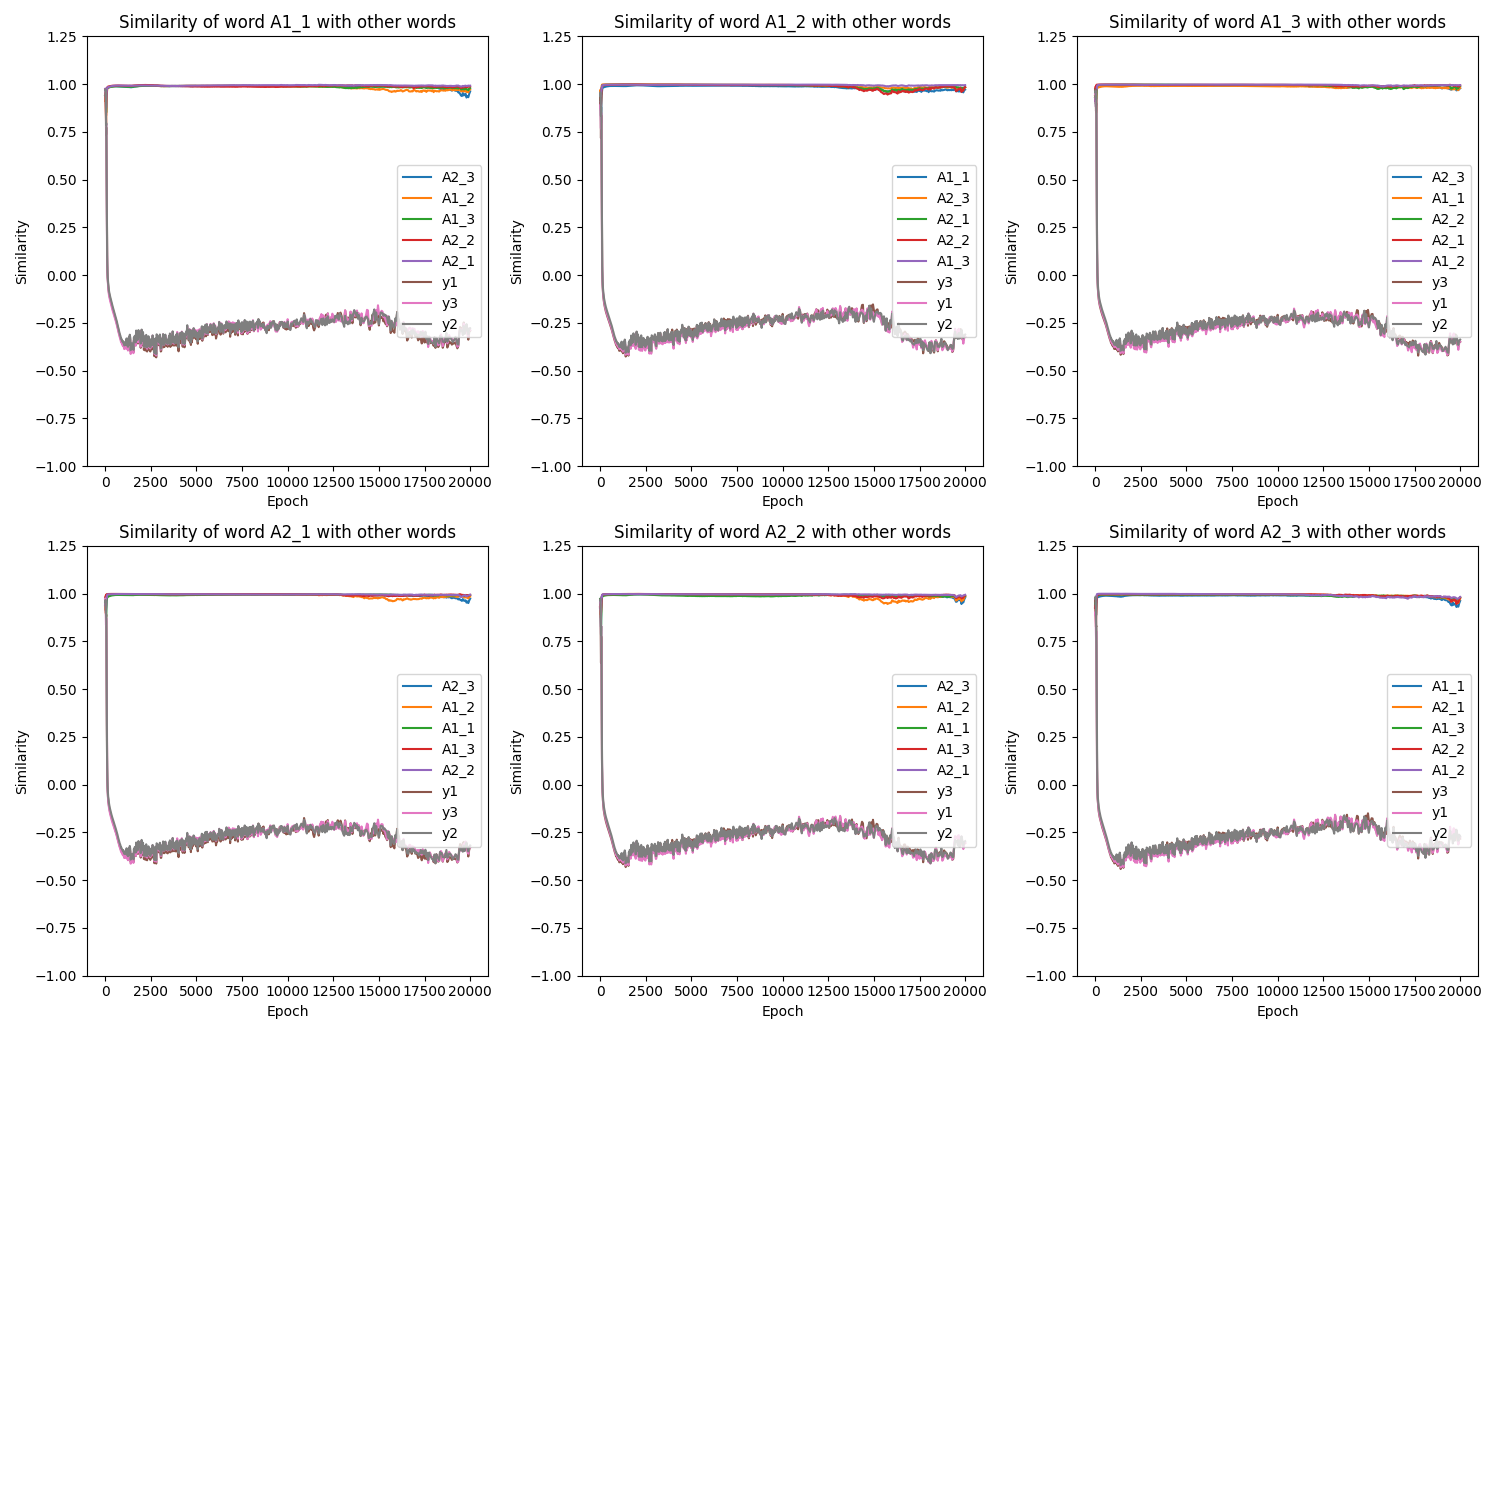 Similarity of word A1_1 with other words
1.25
1.00
0.75
0.50
0.25
0.00
−0.25
−0.50
−0.75
−1.00
Similarity
A2_3
A1_2
A1_3
A2_2
A2_1
y1
y3
y2
0 2500 5000 7500 10000 12500 15000 17500 20000
Epoch
Similarity of word A1_2 with other words
1.25
1.00
0.75
0.50
0.25
0.00
−0.25
−0.50
−0.75
−1.00
Similarity
A1_1
A2_3
A2_1
A2_2
A1_3
y3
y1
y2
0 2500 5000 7500 10000 12500 15000 17500 20000
Epoch
Similarity of word A1_3 with other words
1.25
1.00
0.75
0.50
0.25
0.00
−0.25
−0.50
−0.75
−1.00
Similarity
A2_3
A1_1
A2_2
A2_1
A1_2
y3
y1
y2
0 2500 5000 7500 10000 12500 15000 17500 20000
Epoch
Similarity of word A2_1 with other words
1.25
1.00
0.75
0.50
0.25
0.00
−0.25
−0.50
−0.75
−1.00
Similarity
A2_3
A1_2
A1_1
A1_3
A2_2
y1
y3
y2
0 2500 5000 7500 10000 12500 15000 17500 20000
Epoch
Similarity of word A2_2 with other words
1.25
1.00
0.75
0.50
0.25
0.00
−0.25
−0.50
−0.75
−1.00
Similarity
A2_3
A1_2
A1_1
A1_3
A2_1
y3
y1
y2
0 2500 5000 7500 10000 12500 15000 17500 20000
Epoch
Similarity of word A2_3 with other words
1.25
1.00
0.75
0.50
0.25
0.00
−0.25
−0.50
−0.75
−1.00
Similarity
A1_1
A2_1
A1_3
A2_2
A1_2
y3
y1
y2
0 2500 5000 7500 10000 12500 15000 17500 20000
Epoch